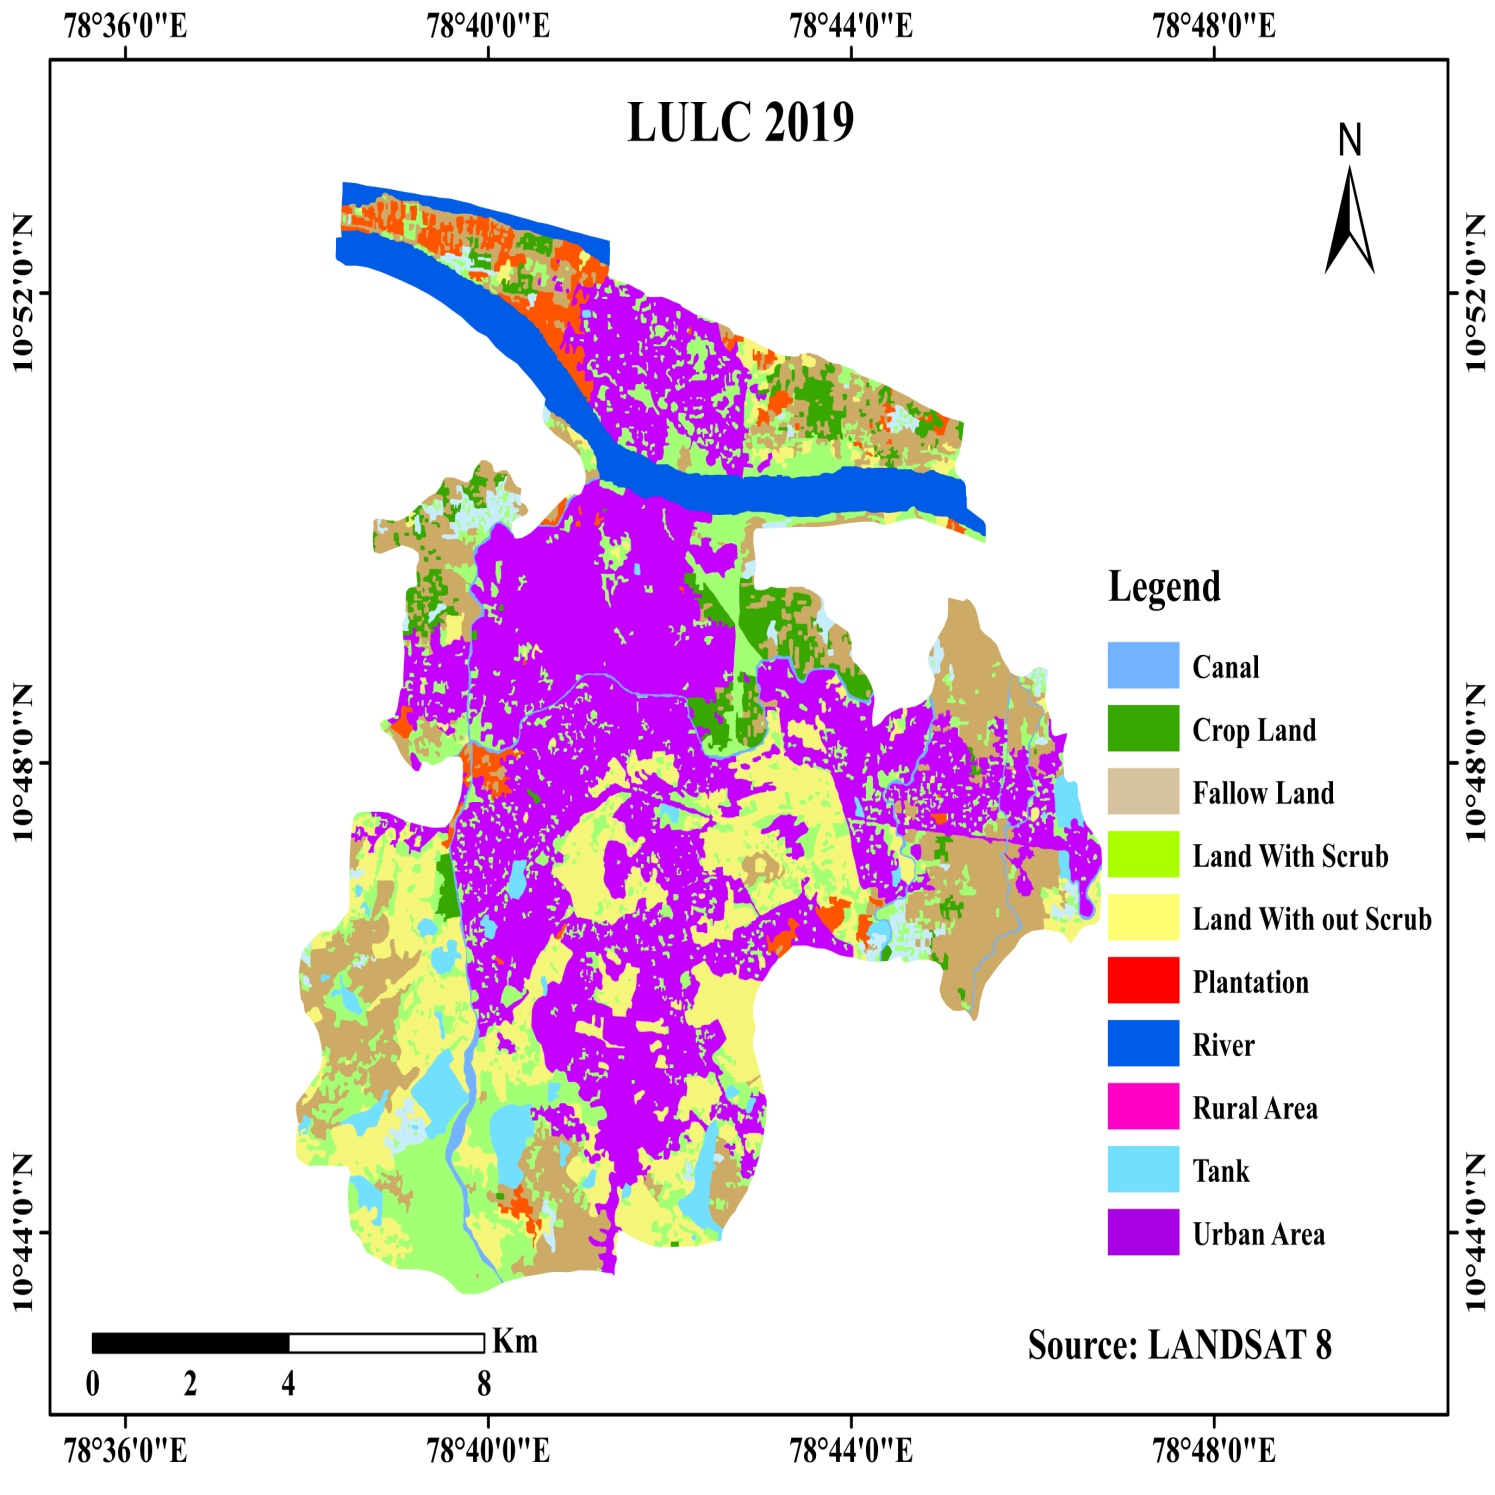 78°36'0"E 78°40'0"E 78°44'0"E 78°48'0"E
LULC 2019
N
10°52'0"N 10°52'0"N
10°48'0"N 10°48'0"N
10°44'0"N 10°44'0"N
Legend
Canal
Crop Land
Fallow Land
Land With Scrub
Land With out Scrub
Plantation
River
Rural Area
Tank
Urban Area
Km
0 2 4 8
Source: LANDSAT 8
78°36'0"E 78°40'0"E 78°44'0"E 78°48'0"E